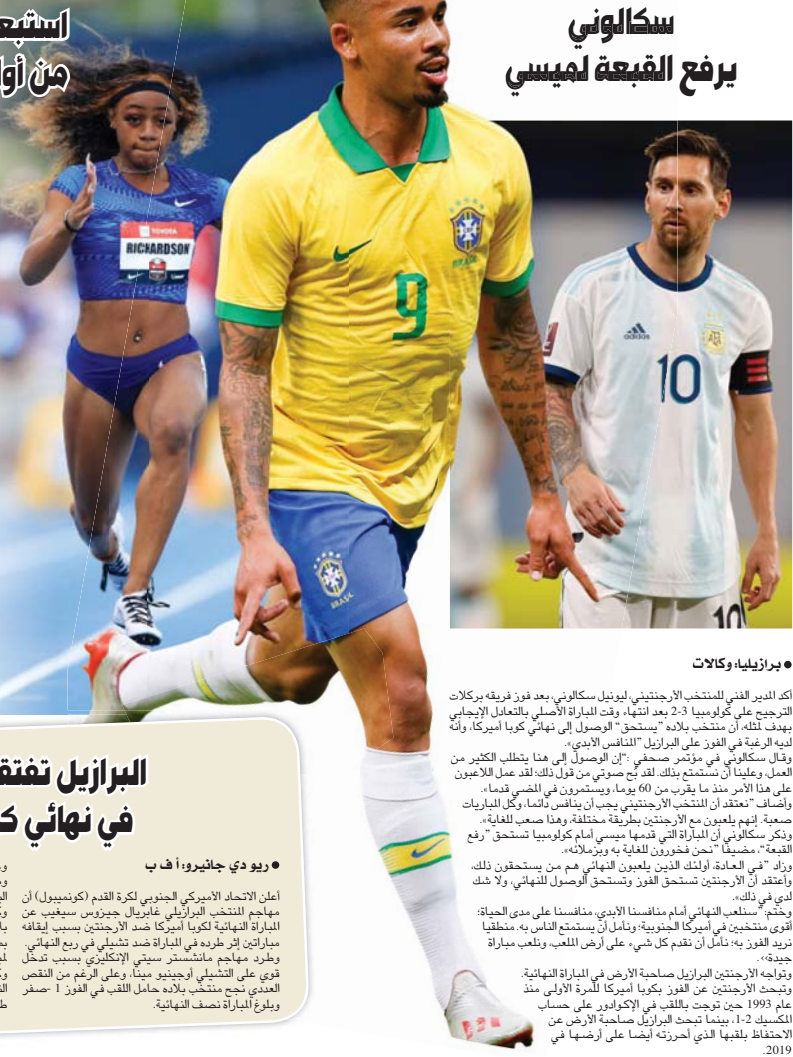 سكالوني
يرفع القبعة لميسي
● برازيليا: وكالات
أكد المدير الفني للمنتخب الأرجنتيني، ليونيل سكالوني، بعد فوز فريقه بركلات
الترجيح على كولومبيا 3-2 بعد انتهاء وقت المباراة الأصلي بالتعادل الإيجابي
بهدف لمثله، أن منتخب بلاده "يستحق" الوصول إلى نهائي كوبا أميركا، وأنه
لديه الرغبة في الفوز على البرازيل "المنافس الأبدي».
وقال سكالوني في مؤتمر صحفي :"إن الوصول إلى هنا يتطلب الكثير من
العمل، وعلينا أن نستمتع بذلك. لقد بُح صوتي من قول ذلك؛ لقد عمل اللاعبون
على هذا الأمر منذ ما يقرب من 60 يوما، ويستمرون في المضي قدما».
وأضاف "نعتقد أن المنتخب الأرجنتيني يجب أن ينافس دائما، وكل المباريات
صعبة. إنهم يلعبون مع الأرجنتين بطريقة مختلفة، وهذا صعب للغاية».
وذكر سكالوني أن المباراة التي قدمها ميسي أمام كولومبيا تستحق "رفع
القبعة"، مضيفا "نحن فخورون للغاية به وبزملائه».
وزاد "في العادة، أولئك الذين يلعبون النهائي هم من يستحقون ذلك،
وأعتقد أن الأرجنتين تستحق الفوز وتستحق الوصول للنهائي، ولا شك
لدي في ذلك».
وختم: "سنلعب النهائي أمام منافسنا الأبدي، منافسنا على مدى الحياة؛
أقوى منتخبين في أميركا الجنوبية؛ ونأمل أن يستمتع الناس به. منطقيا
نريد الفوز به؛ نأمل أن نقدم كل شيء على أرض الملعب، ونلعب مباراة
جيدة››.
وتواجه الأرجنتين البرازيل صاحبة الأرض في المباراة النهائية.
وتبحث الأرجنتين عن الفوز بكوبا أميركا للمرة الأولى منذ
عام 1993 حين توجت باللقب في الإكوادور على حساب
المكسيك 2-1، بينما تبحث البرازيل صاحبة الأرض عن
الاحتفاظ بلقبها الذي أحرزته أيضا على أرضها في
2019.
adidas
10
10
9
BRASIL
BRASIL
TOYOTA
RICHARDSON
من
البرازيل
في نهائي
● ريو دي جانيرو: أ ف ب
أعلن الاتحاد الأميركي الجنوبي لكرة القدم (كونميبول) أن
مهاجم المنتخب البرازيلي غابريال جيزوس سيغيب عن
المباراة النهائية لكوبا أميركا ضد الأرجنتين بسبب إيقافه
مباراتين إثر طرده في المباراة ضد تشيلي في ربع النهائي.
وطرد مهاجم مانشستر سيتي الإنكليزي بسبب تدخل
قوي على التشيلي أوجينيو مينا، وعلى الرغم من النقص
العددي نجح منتخب بلاده حامل اللقب في الفوز 1 -صفر
وبلوغ المباراة نصف النهائية.